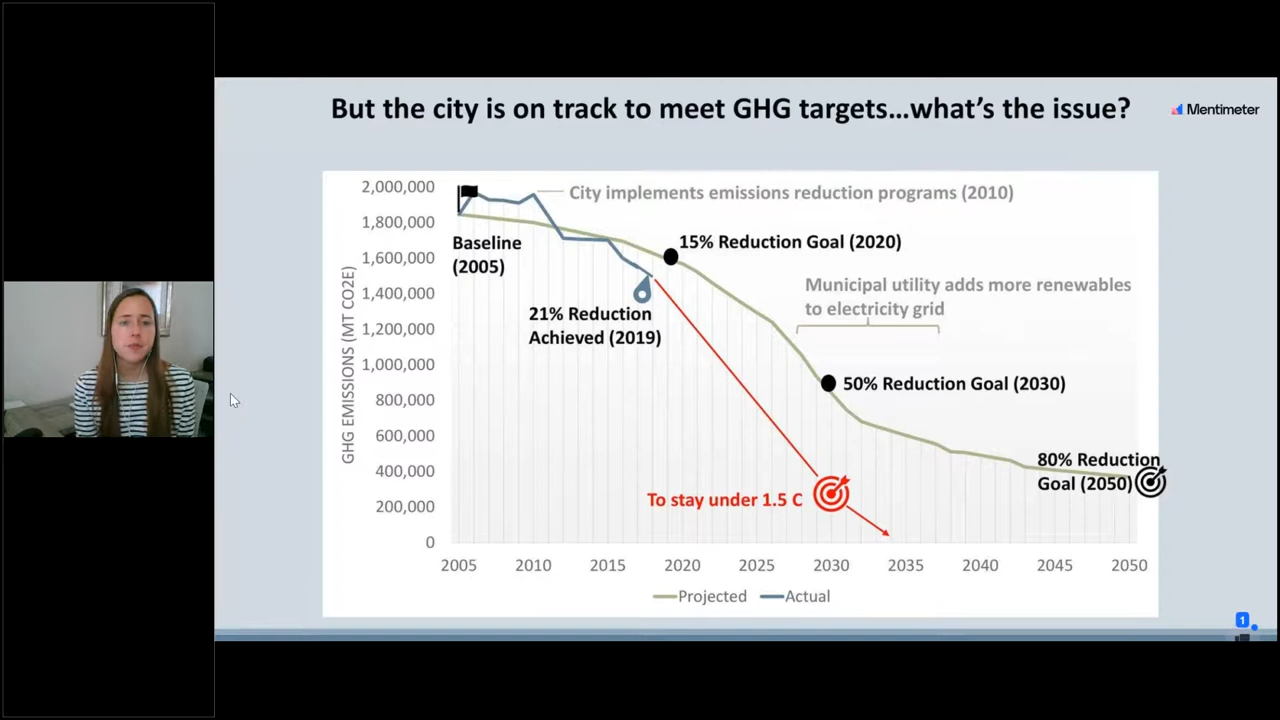 But the city is on track to meet GHG targets...what's the issue?
Mentimeter
GHG EMISSIONS (MT CO2E)
2,000,000
1,800,000
1,600,000
1,400,000
1,200,000
1,000,000
800,000
600,000
400,000
200,000
0
City implements emissions reduction programs (2010)
Baseline
(2005)
15% Reduction Goal (2020)
Municipal utility adds more renewables
to electricity grid
21% Reduction
Achieved (2019)
50% Reduction Goal (2030)
80% Reduction
Goal (2050)
To stay under 1.5 C
2005 2010 2015 2020 2025 2030 2035 2040 2045 2050
Projected Actual
1